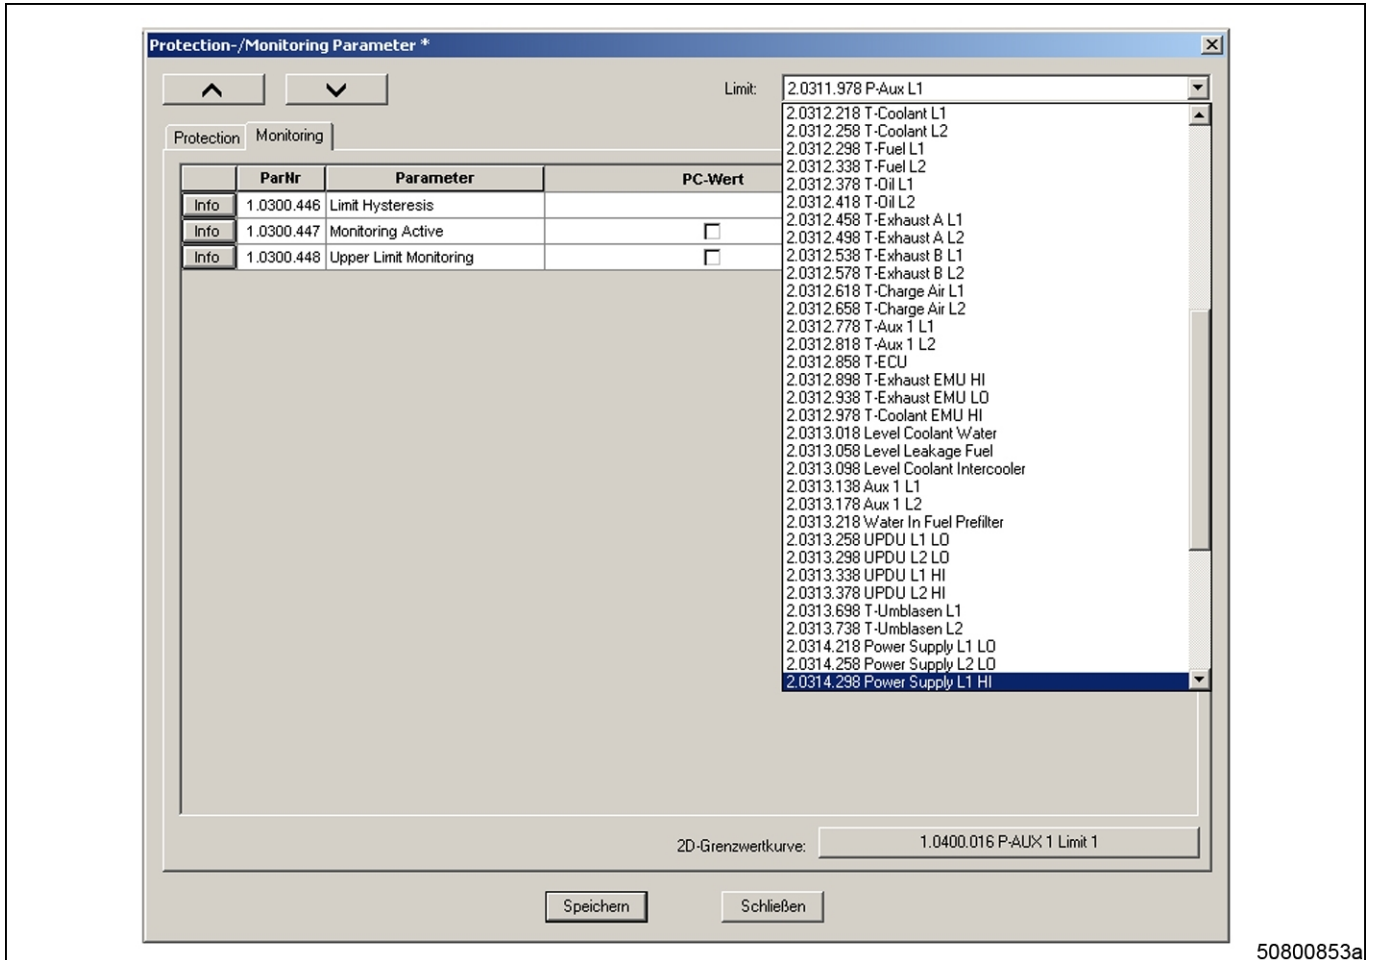 Protection-/Monitoring Parameter *
Limit: 2.0311.978 P-Aux L1
Protection Monitoring
ParNr Parameter PC-Wert
Info 1.0300.446 Limit Hysteresis
Info 1.0300.447 Monitoring Active
Info 1.0300.448 Upper Limit Monitoring
2.0312.218 T-Coolant L1
2.0312.258 T-Coolant L2
2.0312.298 T-Fuel L1
2.0312.338 T-Fuel L2
2.0312.378 T-Oil L1
2.0312.418 T-Oil L2
2.0312.458 T-Exhaust A L1
2.0312.498 T-Exhaust A L2
2.0312.538 T-Exhaust B L1
2.0312.578 T-Exhaust B L2
2.0312.618 T-Charge Air L1
2.0312.658 T-Charge Air L2
2.0312.778 T-Aux 1 L1
2.0312.818 T-Aux 1 L2
2.0312.858 T-ECU
2.0312.898 T-Exhaust EMU HI
2.0312.938 T-Exhaust EMU LO
2.0312.978 T-Coolant EMU HI
2.0313.018 Level Coolant Water
2.0313.058 Level Leakage Fuel
2.0313.098 Level Coolant Intercooler
2.0313.138 Aux 1 L1
2.0313.178 Aux 1 L2
2.0313.218 Water In Fuel Prefilter
2.0313.258 UPDU L1 LO
2.0313.298 UPDU L2 LO
2.0313.338 UPDU L1 HI
2.0313.378 UPDU L2 HI
2.0313.698 T-Umblasen L1
2.0313.738 T-Umblasen L2
2.0314.218 Power Supply L1 LO
2.0314.258 Power Supply L2 LO
2.0314.298 Power Supply L1 HI
2D-Grenzwertkurve: 1.0400.016 P-AUX 1 Limit 1
Speichern Schließen
50800853a